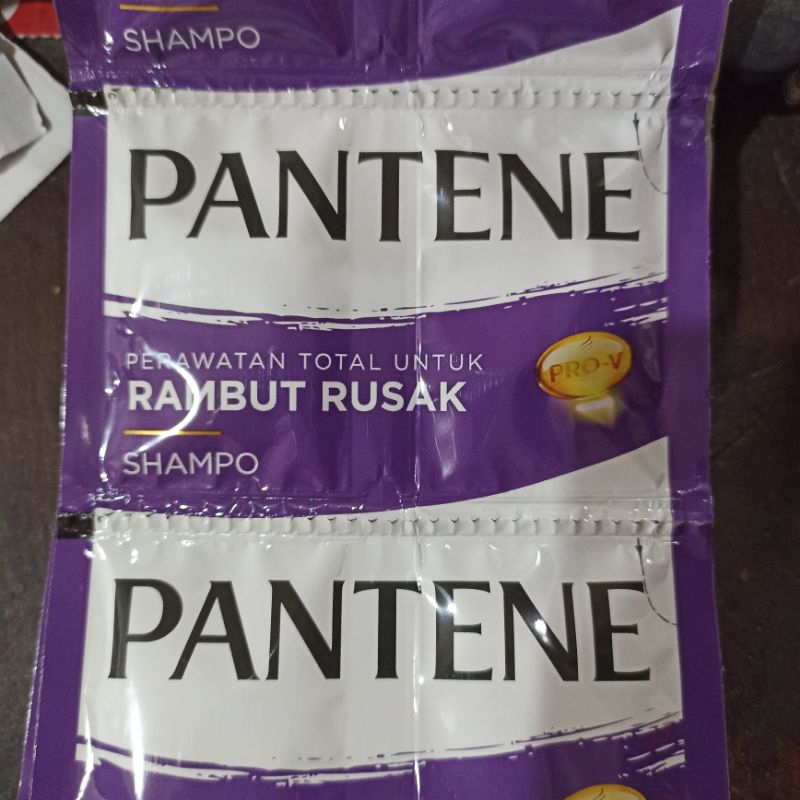 SHAMPO
PANTENE
PERAWATAN TOTAL UNTUK
RAMBUT RUSAK
PRO-V
SHAMPO
PANTENE